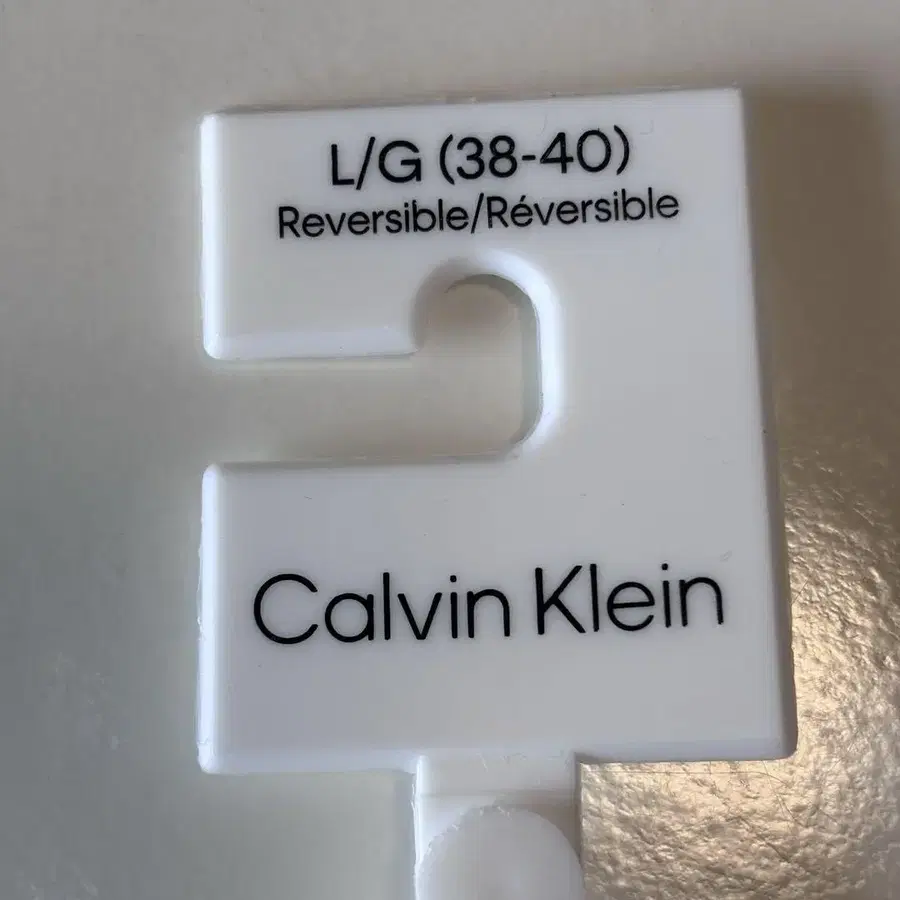 L/G (38-40)
Reversible/Réversible
Calvin Klein